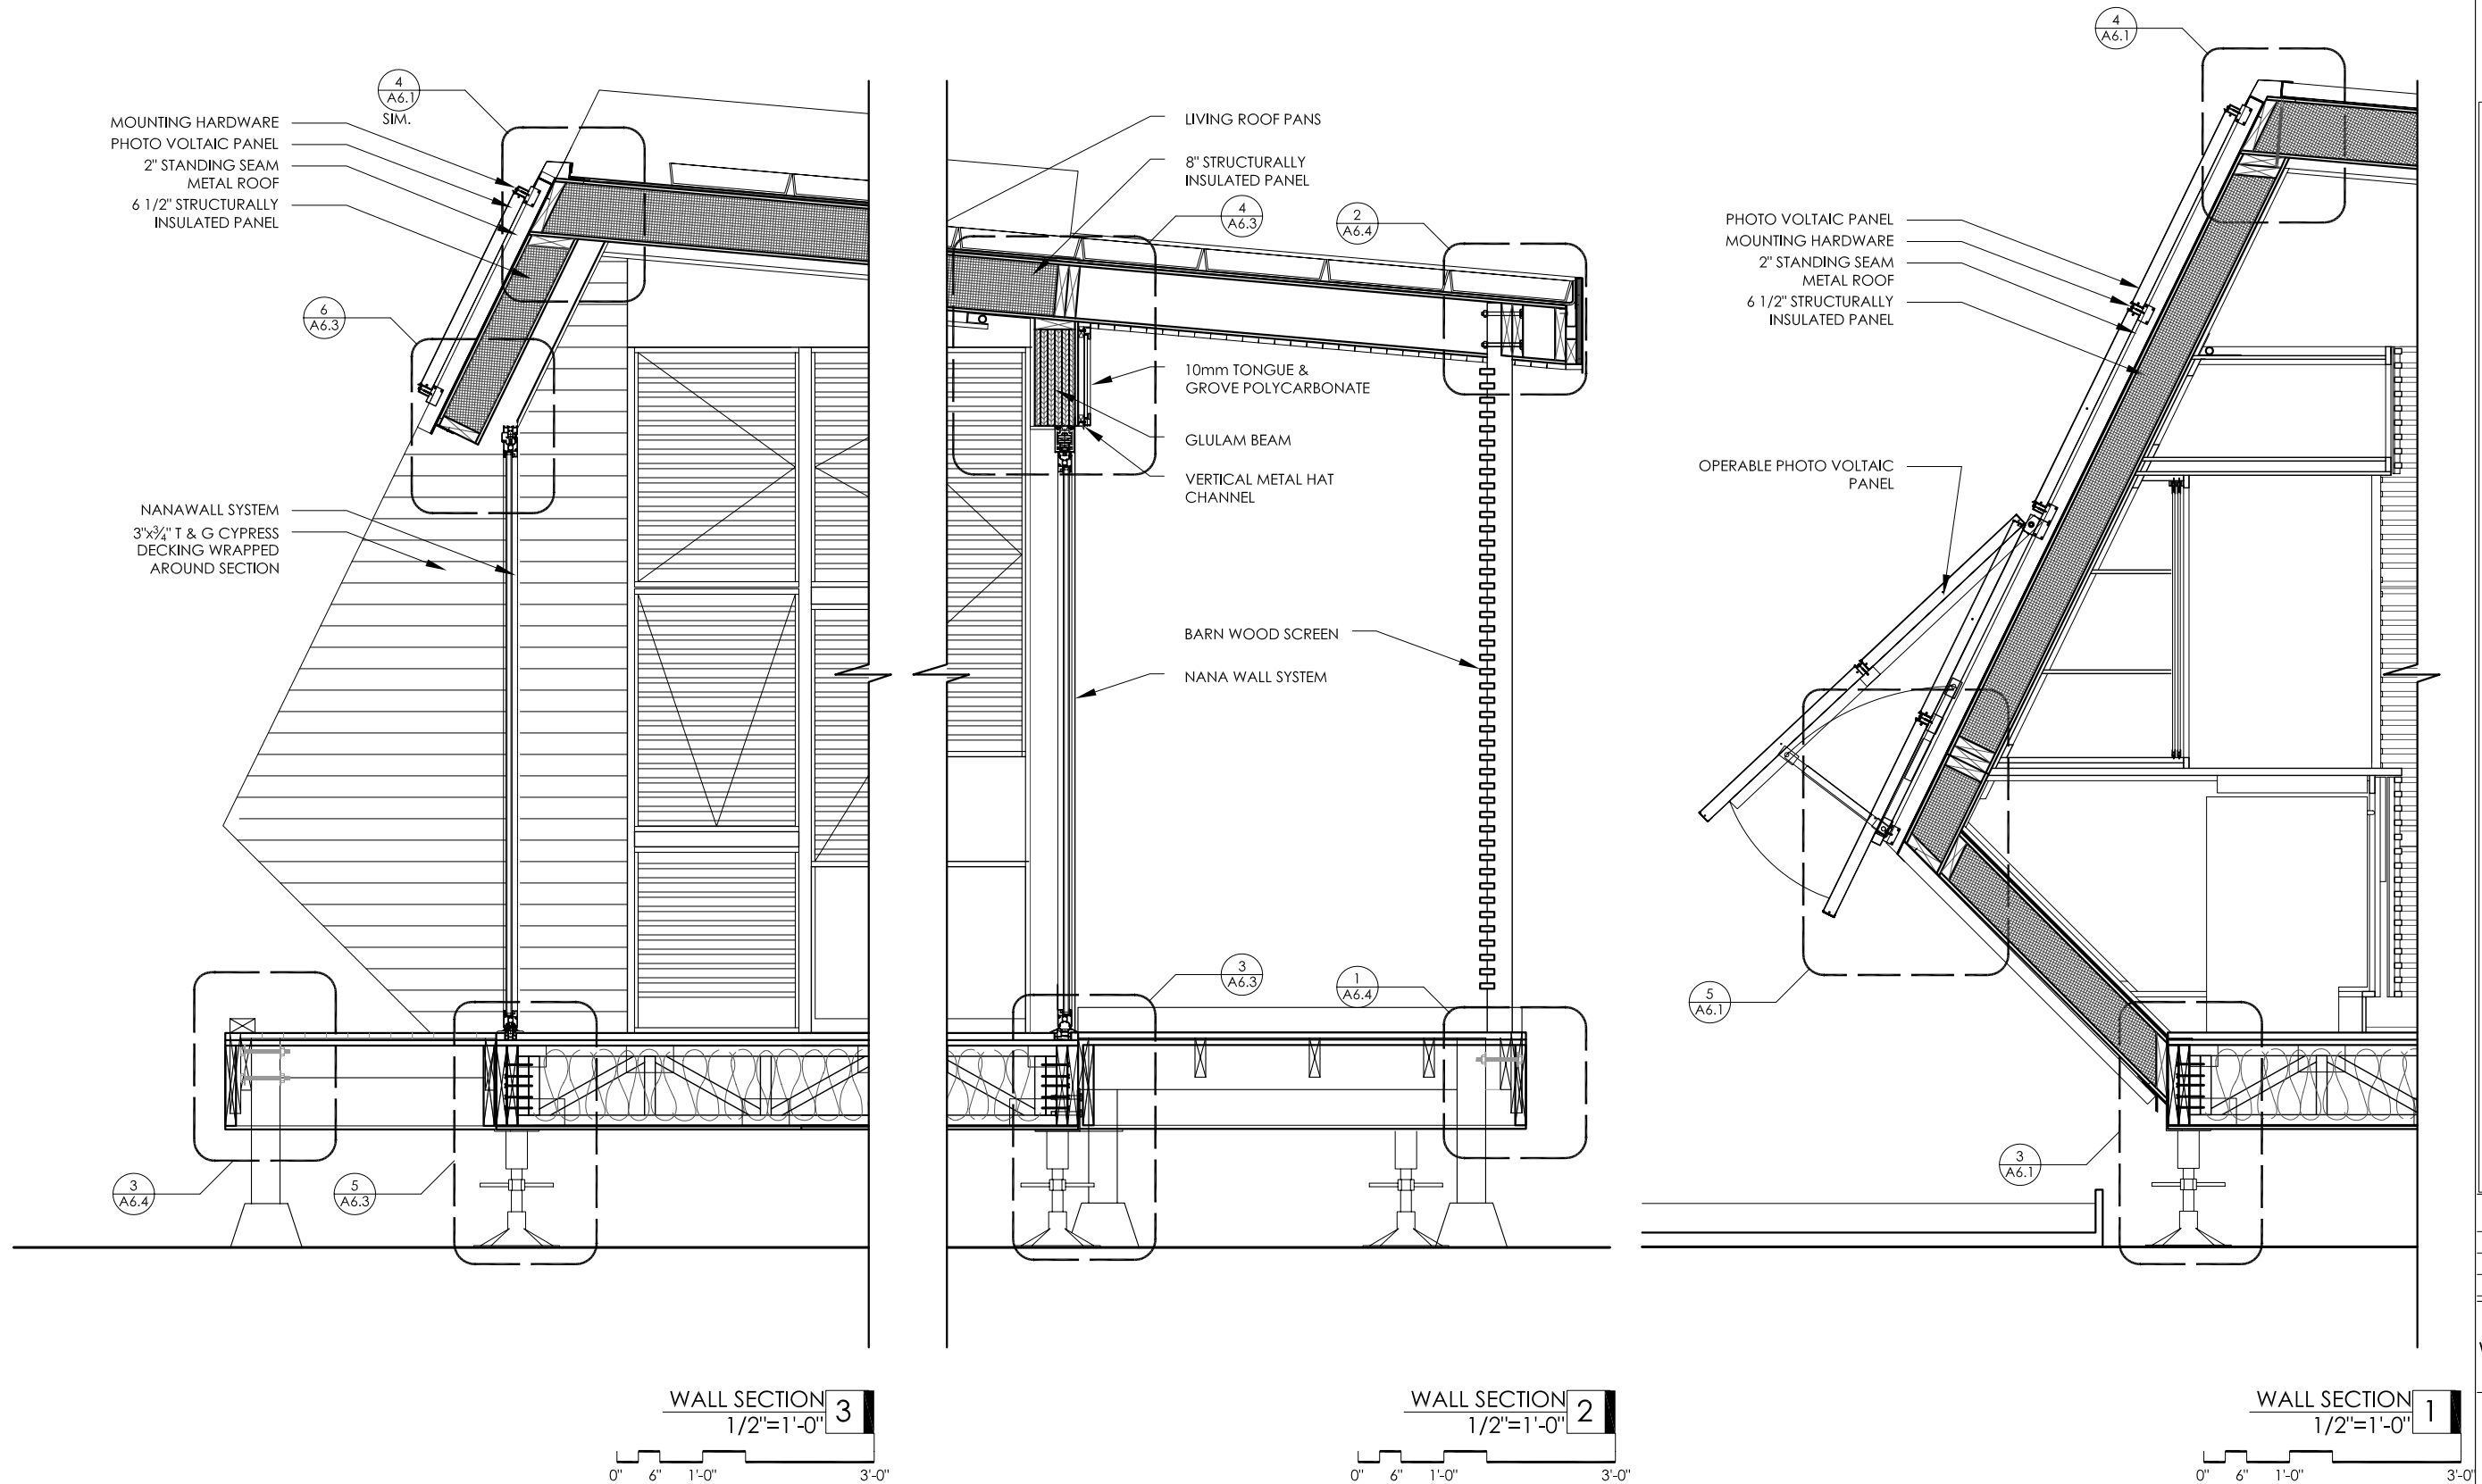 4
A6.1
SIM.
MOUNTING HARDWARE
PHOTO VOLTAIC PANEL
2" STANDING SEAM
METAL ROOF
6 1/2" STRUCTURALLY
INSULATED PANEL
6
A6.3
NANAWALL SYSTEM
3"x¾" T & G CYPRESS
DECKING WRAPPED
AROUND SECTION
3
A6.4
5
A6.3
WALL SECTION
3
1/2"=1'-0"
0" 6" 1'-0" 3'-0"
LIVING ROOF PANS
8" STRUCTURALLY
INSULATED PANEL
4
A6.3
2
A6.4
10mm TONGUE &
GROVE POLYCARBONATE
GLULAM BEAM
VERTICAL METAL HAT
CHANNEL
BARN WOOD SCREEN
NANA WALL SYSTEM
3
A6.3
1
A6.4
WALL SECTION
2
1/2"=1'-0"
0" 6" 1'-0" 3'-0"
4
A6.1
PHOTO VOLTAIC PANEL
MOUNTING HARDWARE
2" STANDING SEAM
METAL ROOF
6 1/2" STRUCTURALLY
INSULATED PANEL
OPERABLE PHOTO VOLTAIC
PANEL
5
A6.1
3
A6.1
WALL SECTION
1
1/2"=1'-0"
0" 6" 1'-0" 3'-0"